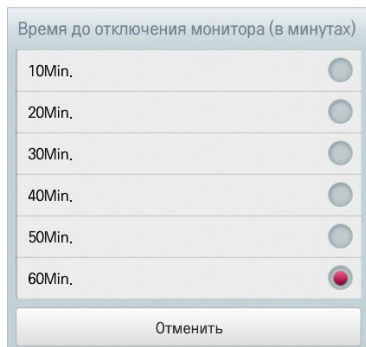 Время до отключения монитора (в минутах)
10Min.
20Min.
30Min.
40Min.
50Min.
60Min.
Отменить